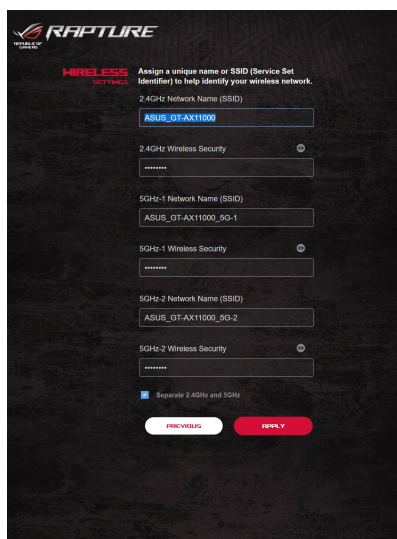 RAPTURE
REPUBLIC OF
GAMERS
WIRELESS
SETTINGS
Assign a unique name or SSID (Service Set
Identifier) to help identify your wireless network.
2.4GHz Network Name (SSID)
ASUS_GT-AX11000
2.4GHz Wireless Security
••••••••
5GHz-1 Network Name (SSID)
ASUS_GT-AX11000_5G-1
5GHz-1 Wireless Security
••••••••
5GHz-2 Network Name (SSID)
ASUS_GT-AX11000_5G-2
5GHz-2 Wireless Security
••••••••
Separate 2.4GHz and 5GHz
PREVIOUS
APPLY